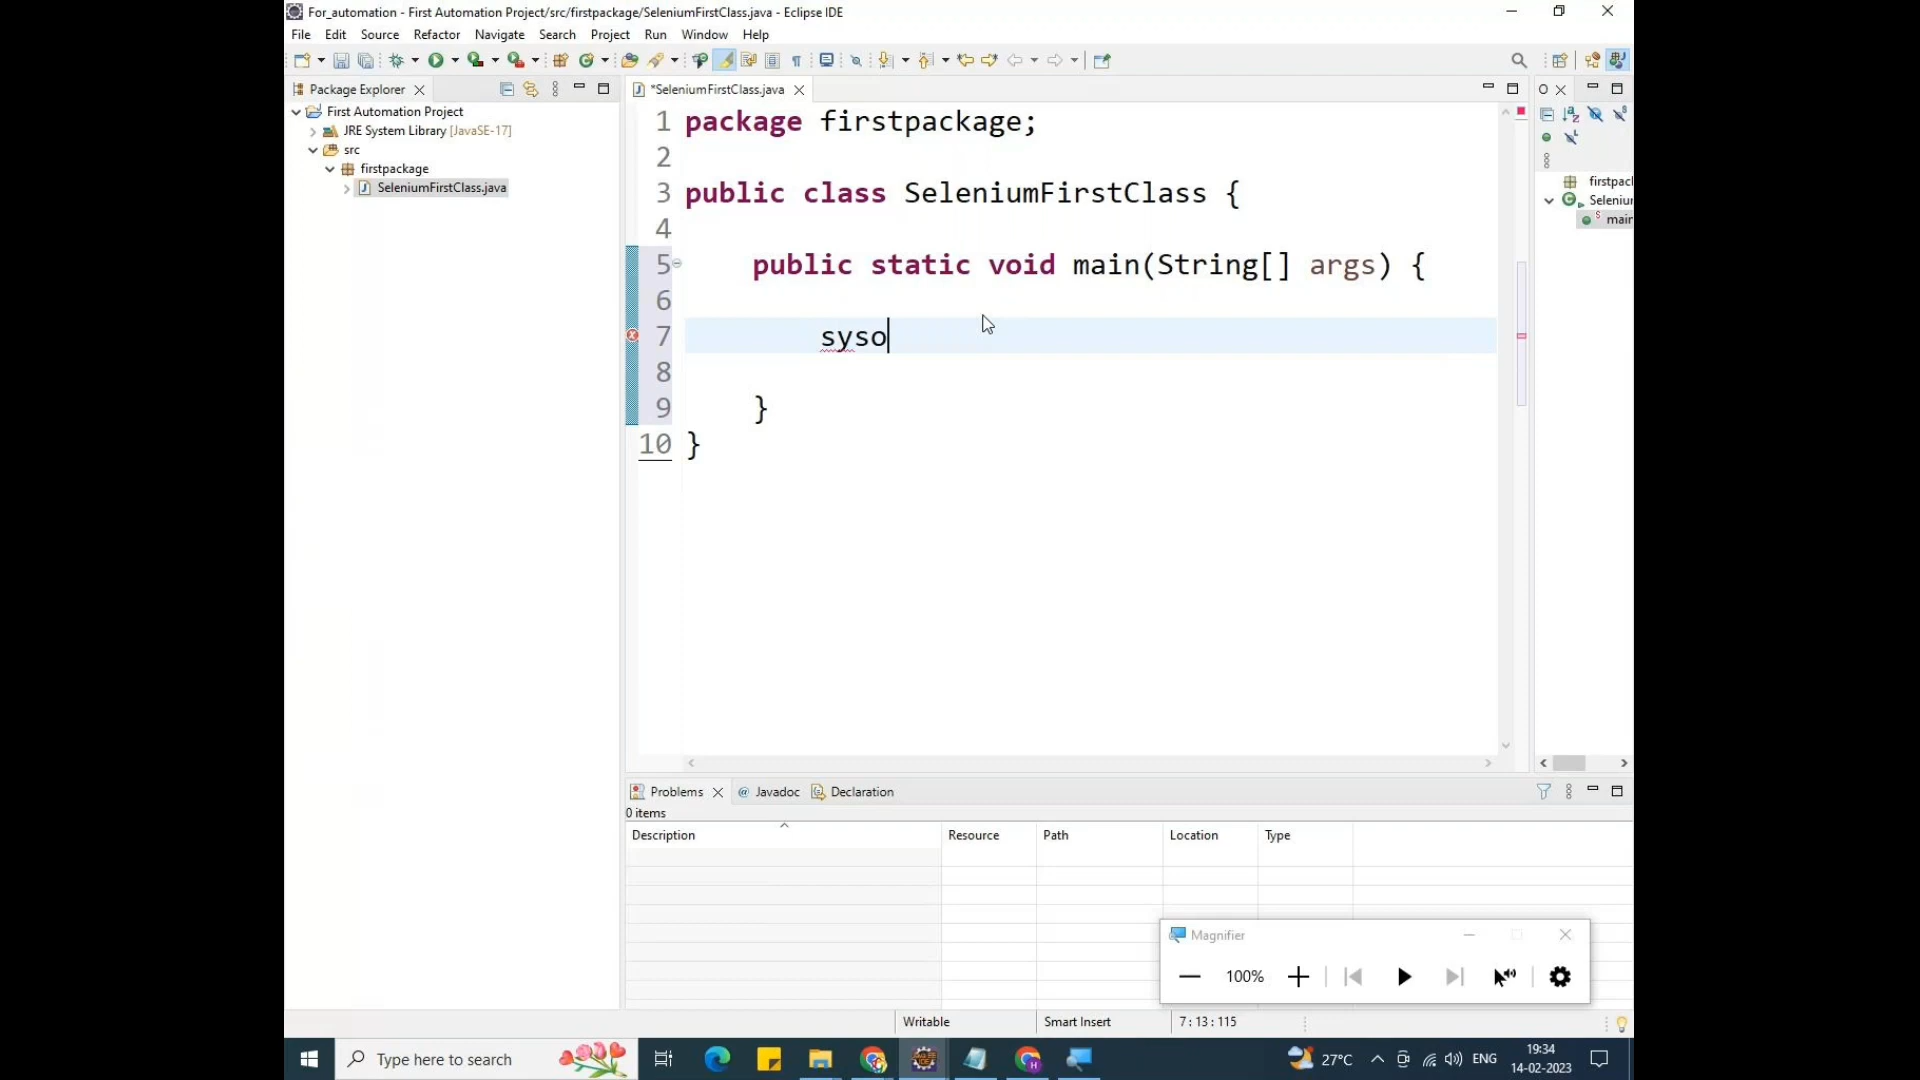 For_automation - First Automation Project/src/firstpackage/SeleniumFirstClass.java - Eclipse IDE
File Edit Source Refactor Navigate Search Project Run Window Help
Package Explorer
First Automation Project
JRE System Library [JavaSE-17]
src
firstpackage
SeleniumFirstClass.java
*SeleniumFirstClass.java
1 package firstpackage;
2
3 public class SeleniumFirstClass {
4
5 public static void main(String[] args) {
6
7 syso
8
9 }
10 }
O
firstpacl
Seleniur
main
Problems @ Javadoc Declaration
0 items
Description Resource Path Location Type
Magnifier
100%
Writable Smart Insert 7 : 13 : 115
Type here to search
27°C ENG 19:34
14-02-2023